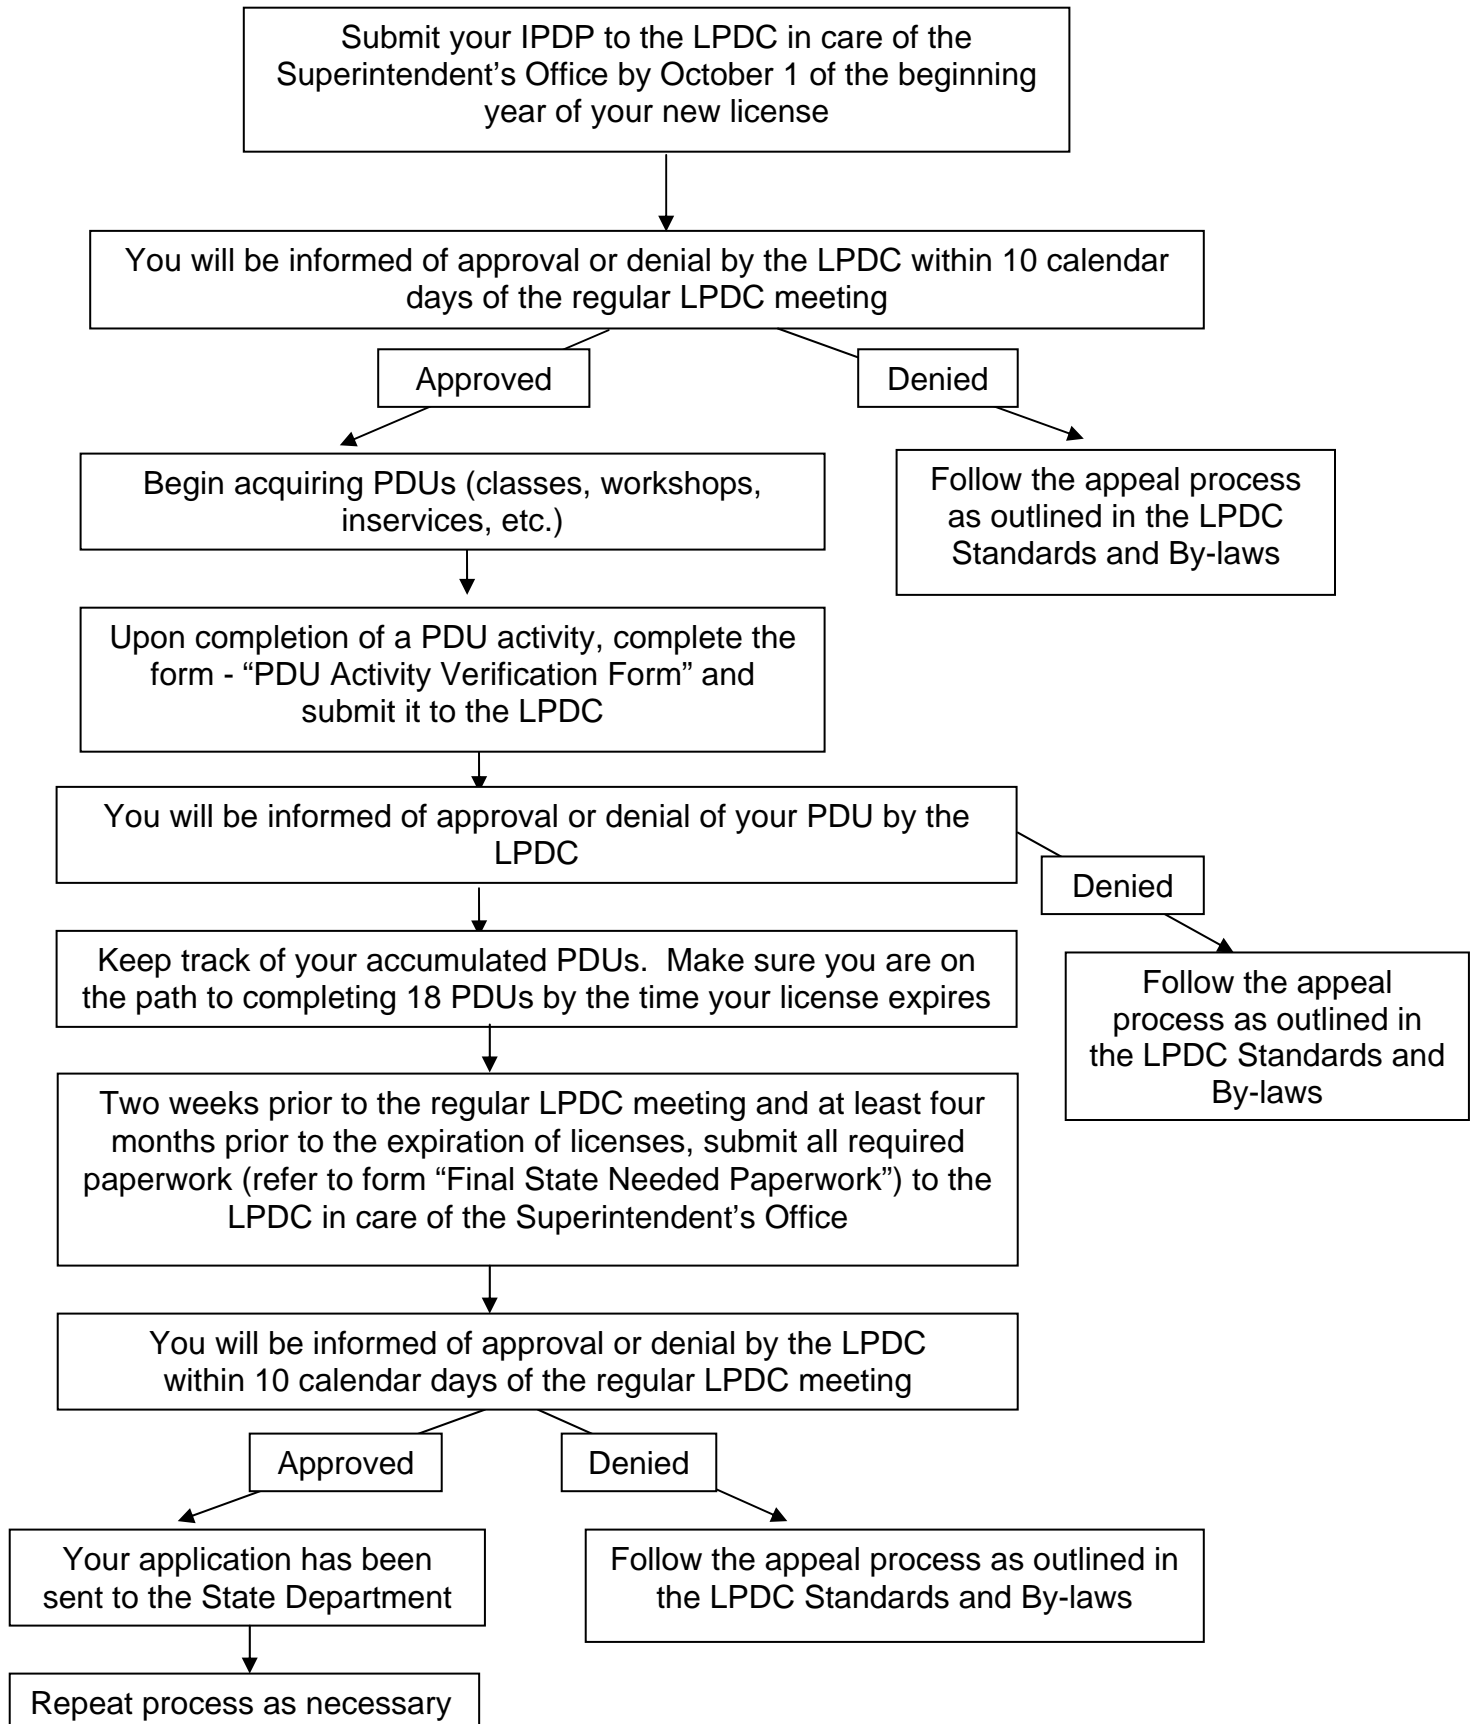 Submit your IPDP to the LPDC in care of the
Superintendent’s Office by October 1 of the beginning
year of your new license
You will be informed of approval or denial by the LPDC within 10 calendar
days of the regular LPDC meeting
Approved
Denied
Begin acquiring PDUs (classes, workshops,
inservices, etc.)
Follow the appeal process
as outlined in the LPDC
Standards and By-laws
Upon completion of a PDU activity, complete the
form - “PDU Activity Verification Form” and
submit it to the LPDC
You will be informed of approval or denial of your PDU by the
LPDC
Denied
Keep track of your accumulated PDUs.  Make sure you are on
the path to completing 18 PDUs by the time your license expires
Follow the appeal
process as outlined in
the LPDC Standards and
By-laws
Two weeks prior to the regular LPDC meeting and at least four
months prior to the expiration of licenses, submit all required
paperwork (refer to form “Final State Needed Paperwork”) to the
LPDC in care of the Superintendent’s Office
You will be informed of approval or denial by the LPDC
within 10 calendar days of the regular LPDC meeting
Approved
Denied
Your application has been
sent to the State Department
Follow the appeal process as outlined in
the LPDC Standards and By-laws
Repeat process as necessary